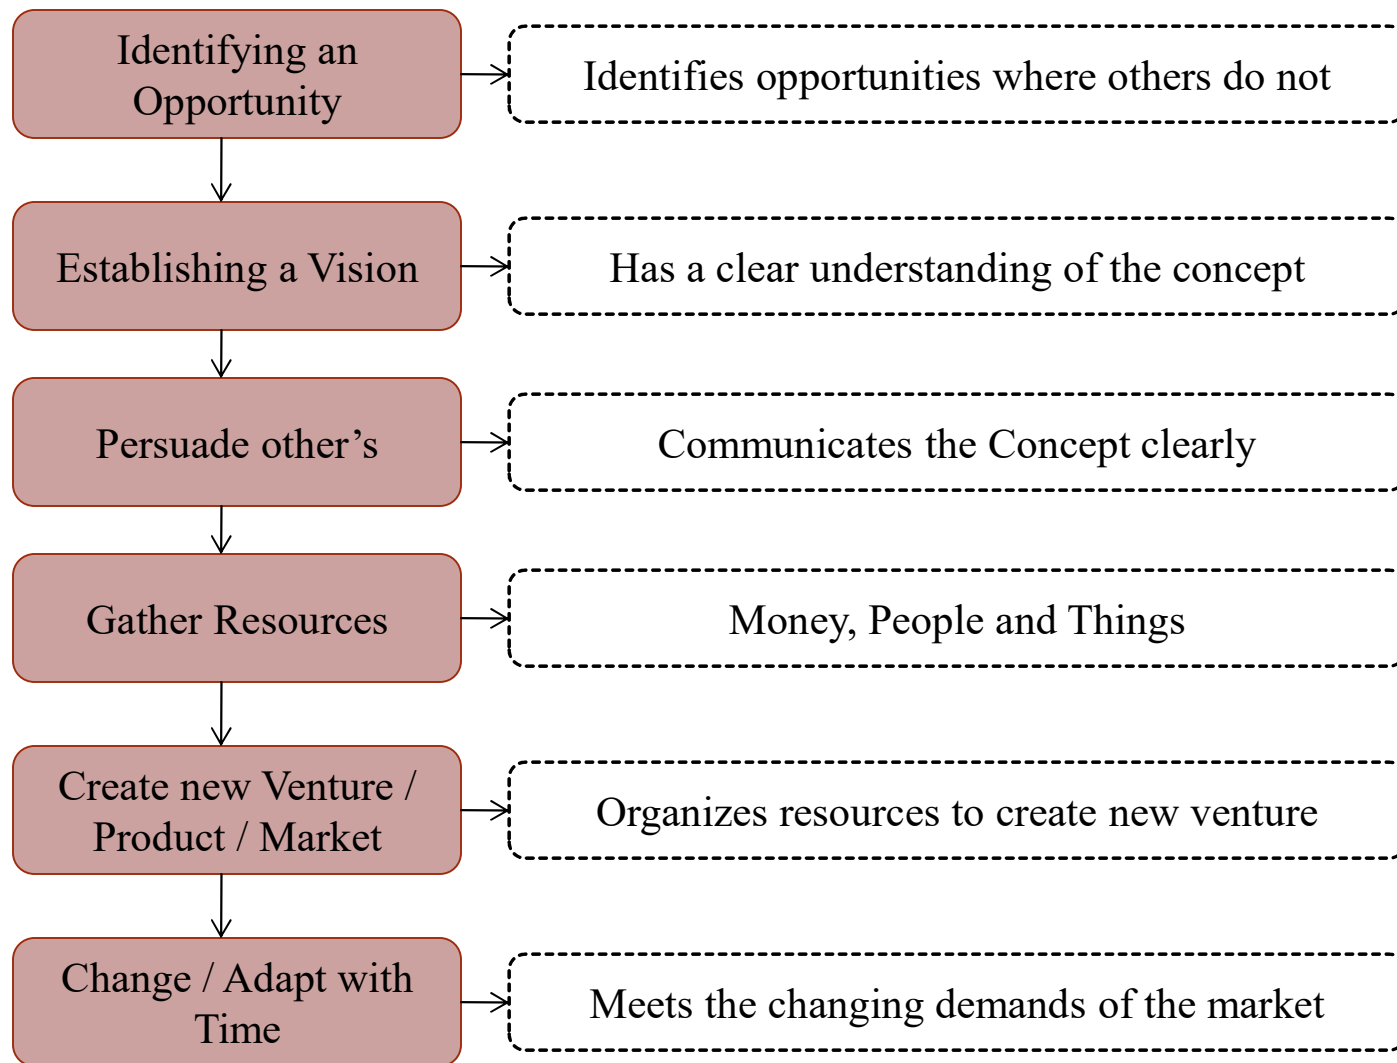 Identifying an
Opportunity
Identifies opportunities where others do not
Establishing a Vision
Has a clear understanding of the concept
Persuade other’s
Communicates the Concept clearly
Gather Resources
Money, People and Things
Create new Venture /
Product / Market
Organizes resources to create new venture
Change / Adapt with
Time
Meets the changing demands of the market